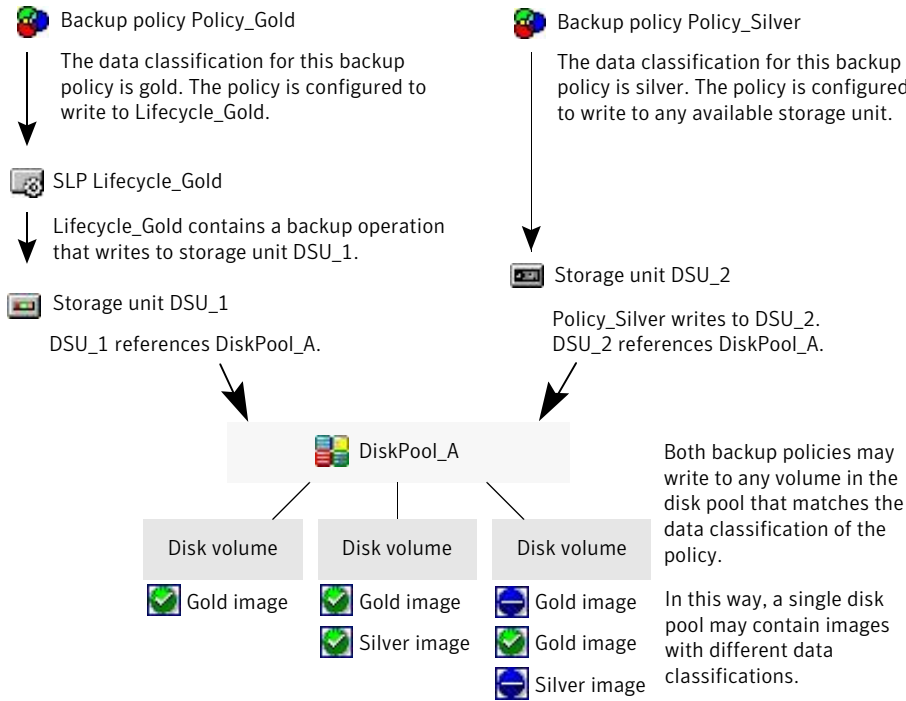 Backup policy Policy_Gold
The data classification for this backup
policy is gold. The policy is configured to
write to Lifecycle_Gold.
SLP Lifecycle_Gold
Lifecycle_Gold contains a backup operation
that writes to storage unit DSU_1.
Storage unit DSU_1
DSU_1 references DiskPool_A.
Backup policy Policy_Silver
The data classification for this backup
policy is silver. The policy is configured
to write to any available storage unit.
Storage unit DSU_2
Policy_Silver writes to DSU_2.
DSU_2 references DiskPool_A.
DiskPool_A
Disk volume
Gold image
Disk volume
Gold image
Silver image
Disk volume
Gold image
Gold image
Silver image
Both backup policies may
write to any volume in the
disk pool that matches the
data classification of the
policy.
In this way, a single disk
pool may contain images
with different data
classifications.